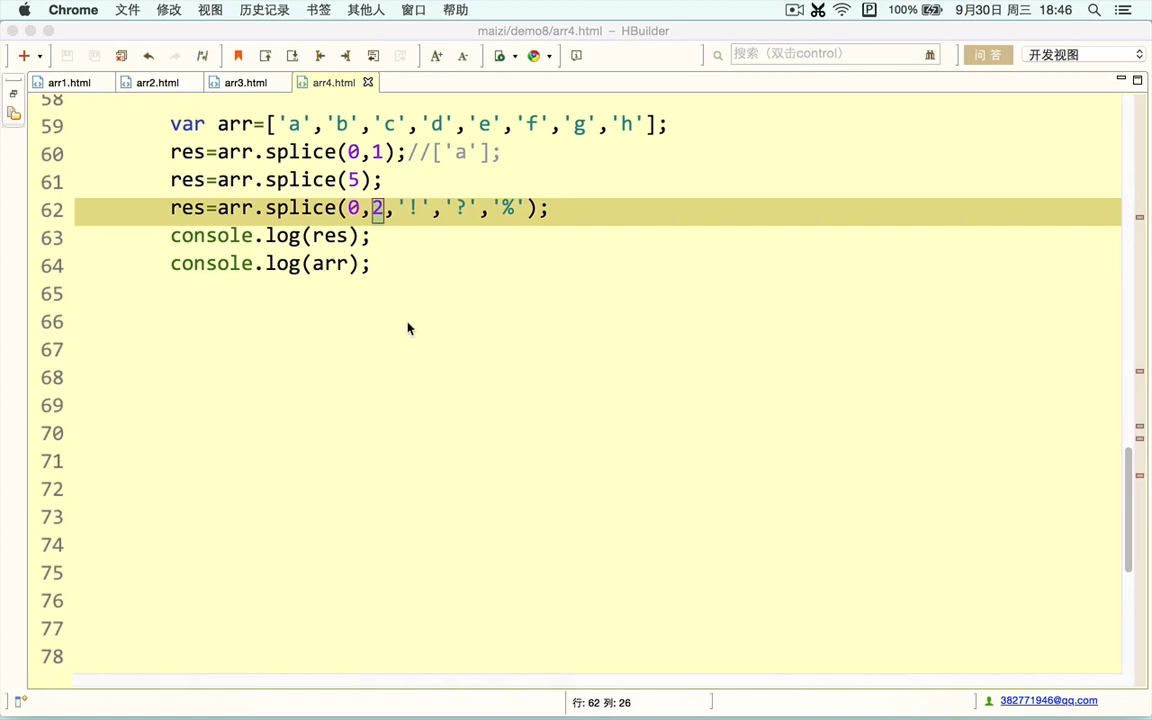 Chrome 文件 修改 视图 历史记录 书签 其他人 窗口 帮助 100% 9月30日 周三 18:46
maizi/demo8/arr4.html – HBuilder
搜索（双击control） 问 答 开发视图
arr1.html arr2.html arr3.html arr4.html
58
59 var arr=['a','b','c','d','e','f','g','h'];
60 res=arr.splice(0,1);//['a'];
61 res=arr.splice(5);
62 res=arr.splice(0,2,'!','?','%');
63 console.log(res);
64 console.log(arr);
65
66
67
68
69
70
71
72
73
74
75
76
77
78
行: 62 列: 26 382771946@qq.com